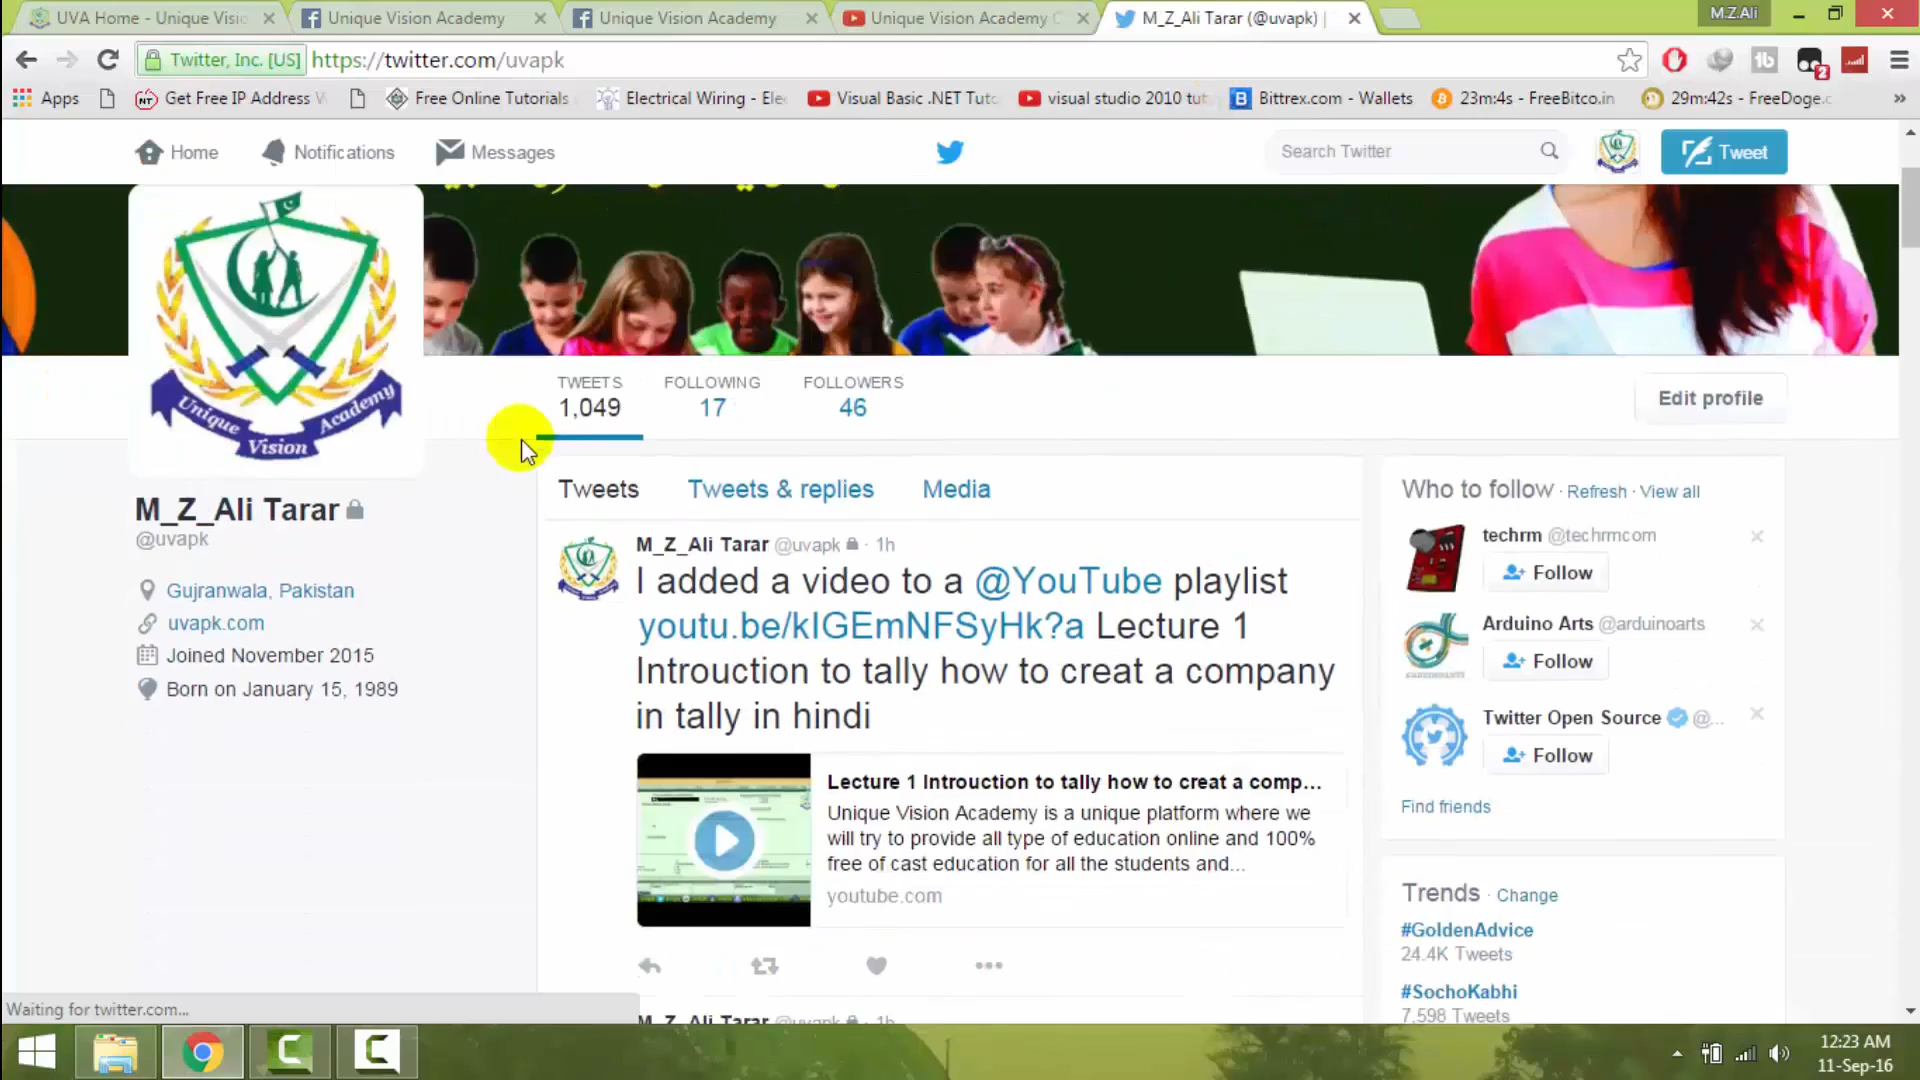 UVA Home - Unique Visio
Unique Vision Academy
Unique Vision Academy
Unique Vision Academy
M_Z_Ali Tarar (@uvapk) |
M.Z.Ali
Twitter, Inc. [US]
https://twitter.com/uvapk
Apps
Get Free IP Address
Free Online Tutorials
Electrical Wiring - Ele
Visual Basic .NET Tuto
visual studio 2010 tut
Bittrex.com - Wallets
23m:4s - FreeBitco.in
29m:42s - FreeDoge.c
»
Home
Notifications
Messages
Search Twitter
Tweet
Unique Vision Academy
TWEETS
1,049
FOLLOWING
17
FOLLOWERS
46
Edit profile
M_Z_Ali Tarar
@uvapk
Gujranwala, Pakistan
uvapk.com
Joined November 2015
Born on January 15, 1989
Tweets
Tweets & replies
Media
M_Z_Ali Tarar @uvapk · 1h
I added a video to a @YouTube playlist
youtu.be/kIGEmNFSyHk?a Lecture 1
Introuction to tally how to creat a company
in tally in hindi
Lecture 1 Introuction to tally how to creat a comp...
Unique Vision Academy is a unique platform where we
will try to provide all type of education online and 100%
free of cast education for all the students and...
youtube.com
M_Z_Ali Tarar @uvapk · 1h
Who to follow · Refresh · View all
techrm @techrmcom
Follow
Arduino Arts @arduinoarts
Follow
Twitter Open Source @...
Follow
Find friends
Trends · Change
#GoldenAdvice
24.4K Tweets
#SochoKabhi
7,598 Tweets
Waiting for twitter.com...
12:23 AM
11-Sep-16